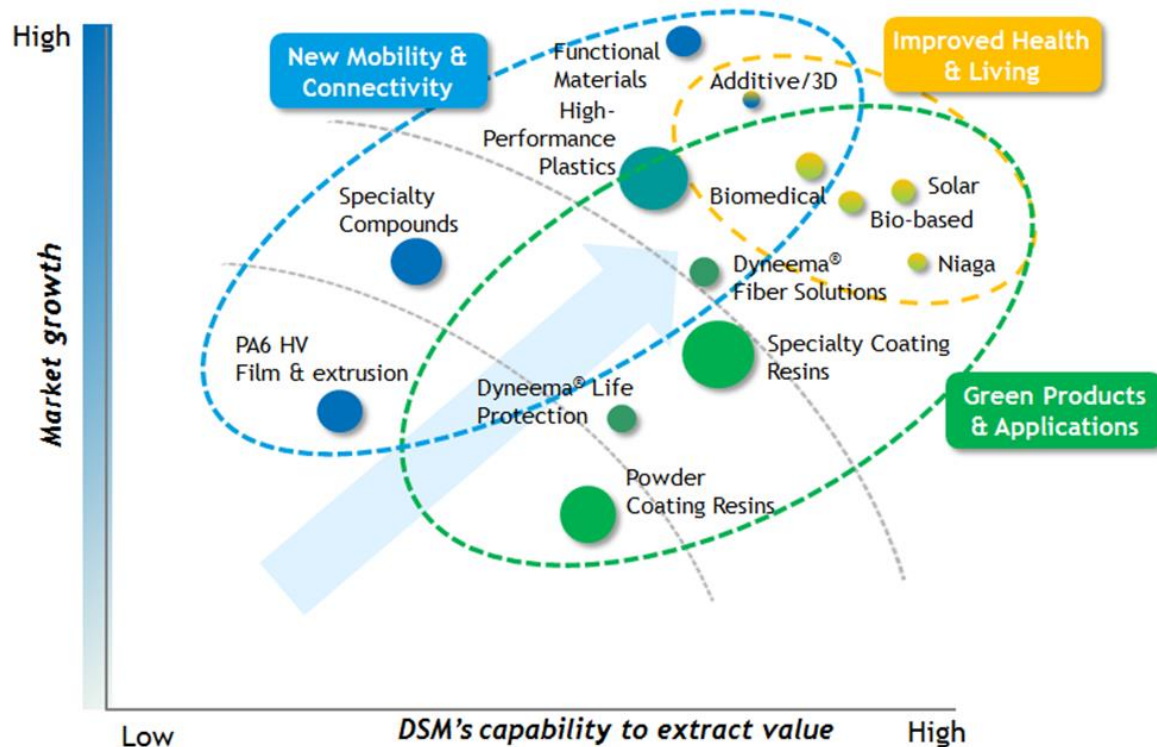 High
New Mobility &
Connectivity
Functional
Materials
Improved Health
& Living
Additive/3D
High-
Performance
Plastics
Specialty
Compounds
Biomedical
Solar
Bio-based
Niaga
Dyneema®
Fiber Solutions
PA6 HV
Film & extrusion
Specialty Coating
Resins
Dyneema® Life
Protection
Green Products
& Applications
Powder
Coating Resins
Market growth
Low
DSM's capability to extract value
High